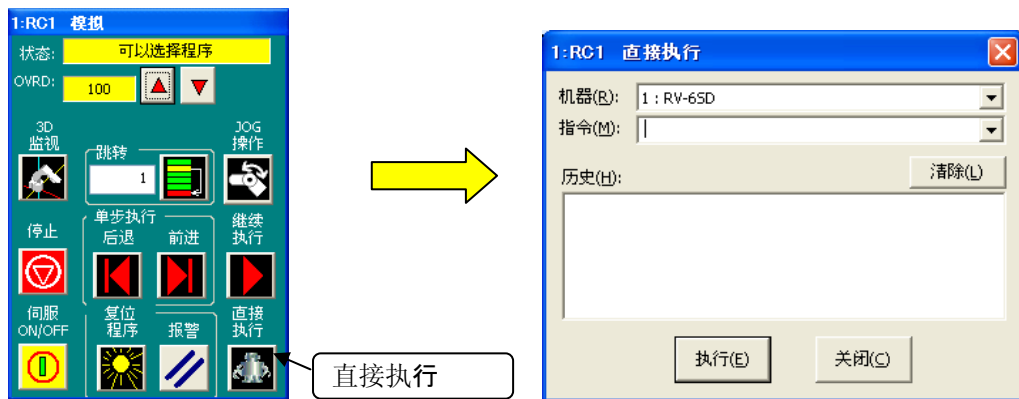 1:RC1 模拟
状态: 可以选择程序
OVRD: 100
3D
监视
跳转
1
JOG
操作
停止
单步执行
后退 前进
继续
执行
伺服
ON/OFF
复位
程序
报警
直接
执行
直接执行
1:RC1 直接执行
机器(R): 1 : RV-6SD
指令(M):
历史(H):
清除(L)
执行(E) 关闭(C)